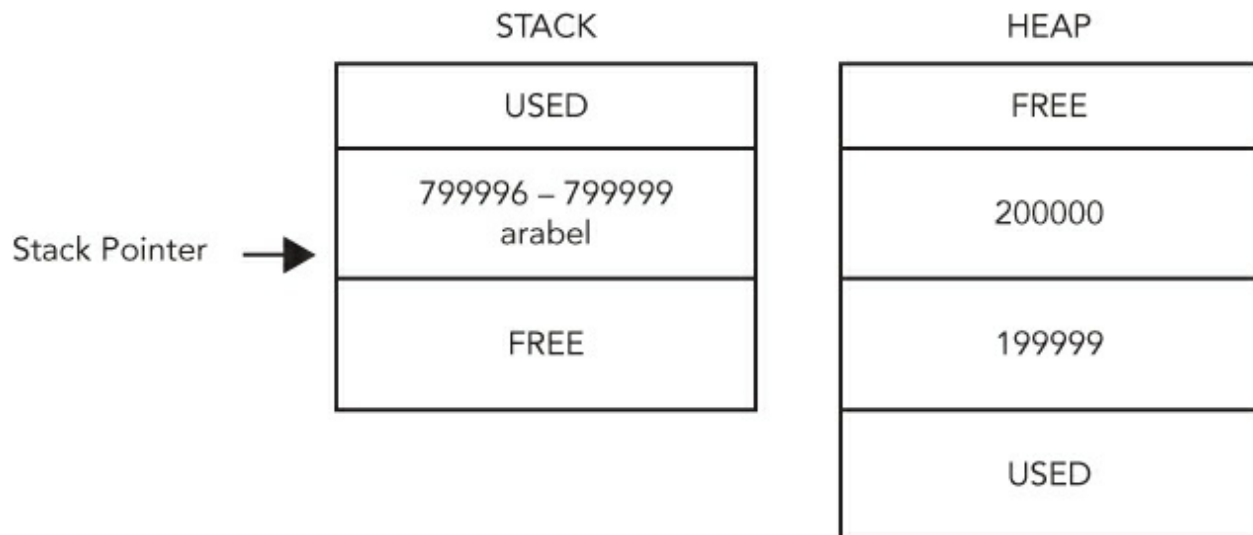 STACK
HEAP
USED
FREE
799996 – 799999
arabel
200000
Stack Pointer
FREE
199999
USED